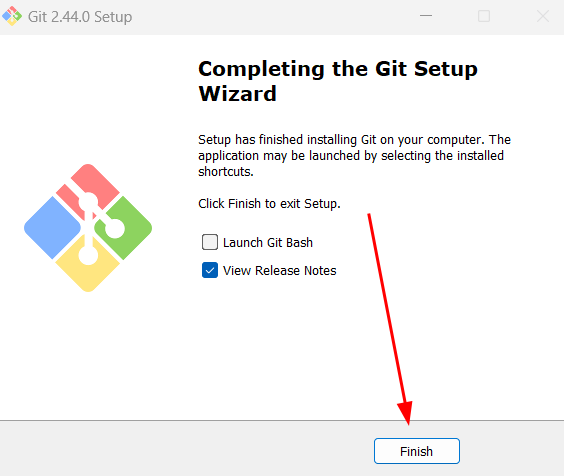 Git 2.44.0 Setup
Completing the Git Setup
Wizard
Setup has finished installing Git on your computer. The
application may be launched by selecting the installed
shortcuts.
Click Finish to exit Setup.
Launch Git Bash
View Release Notes
Finish